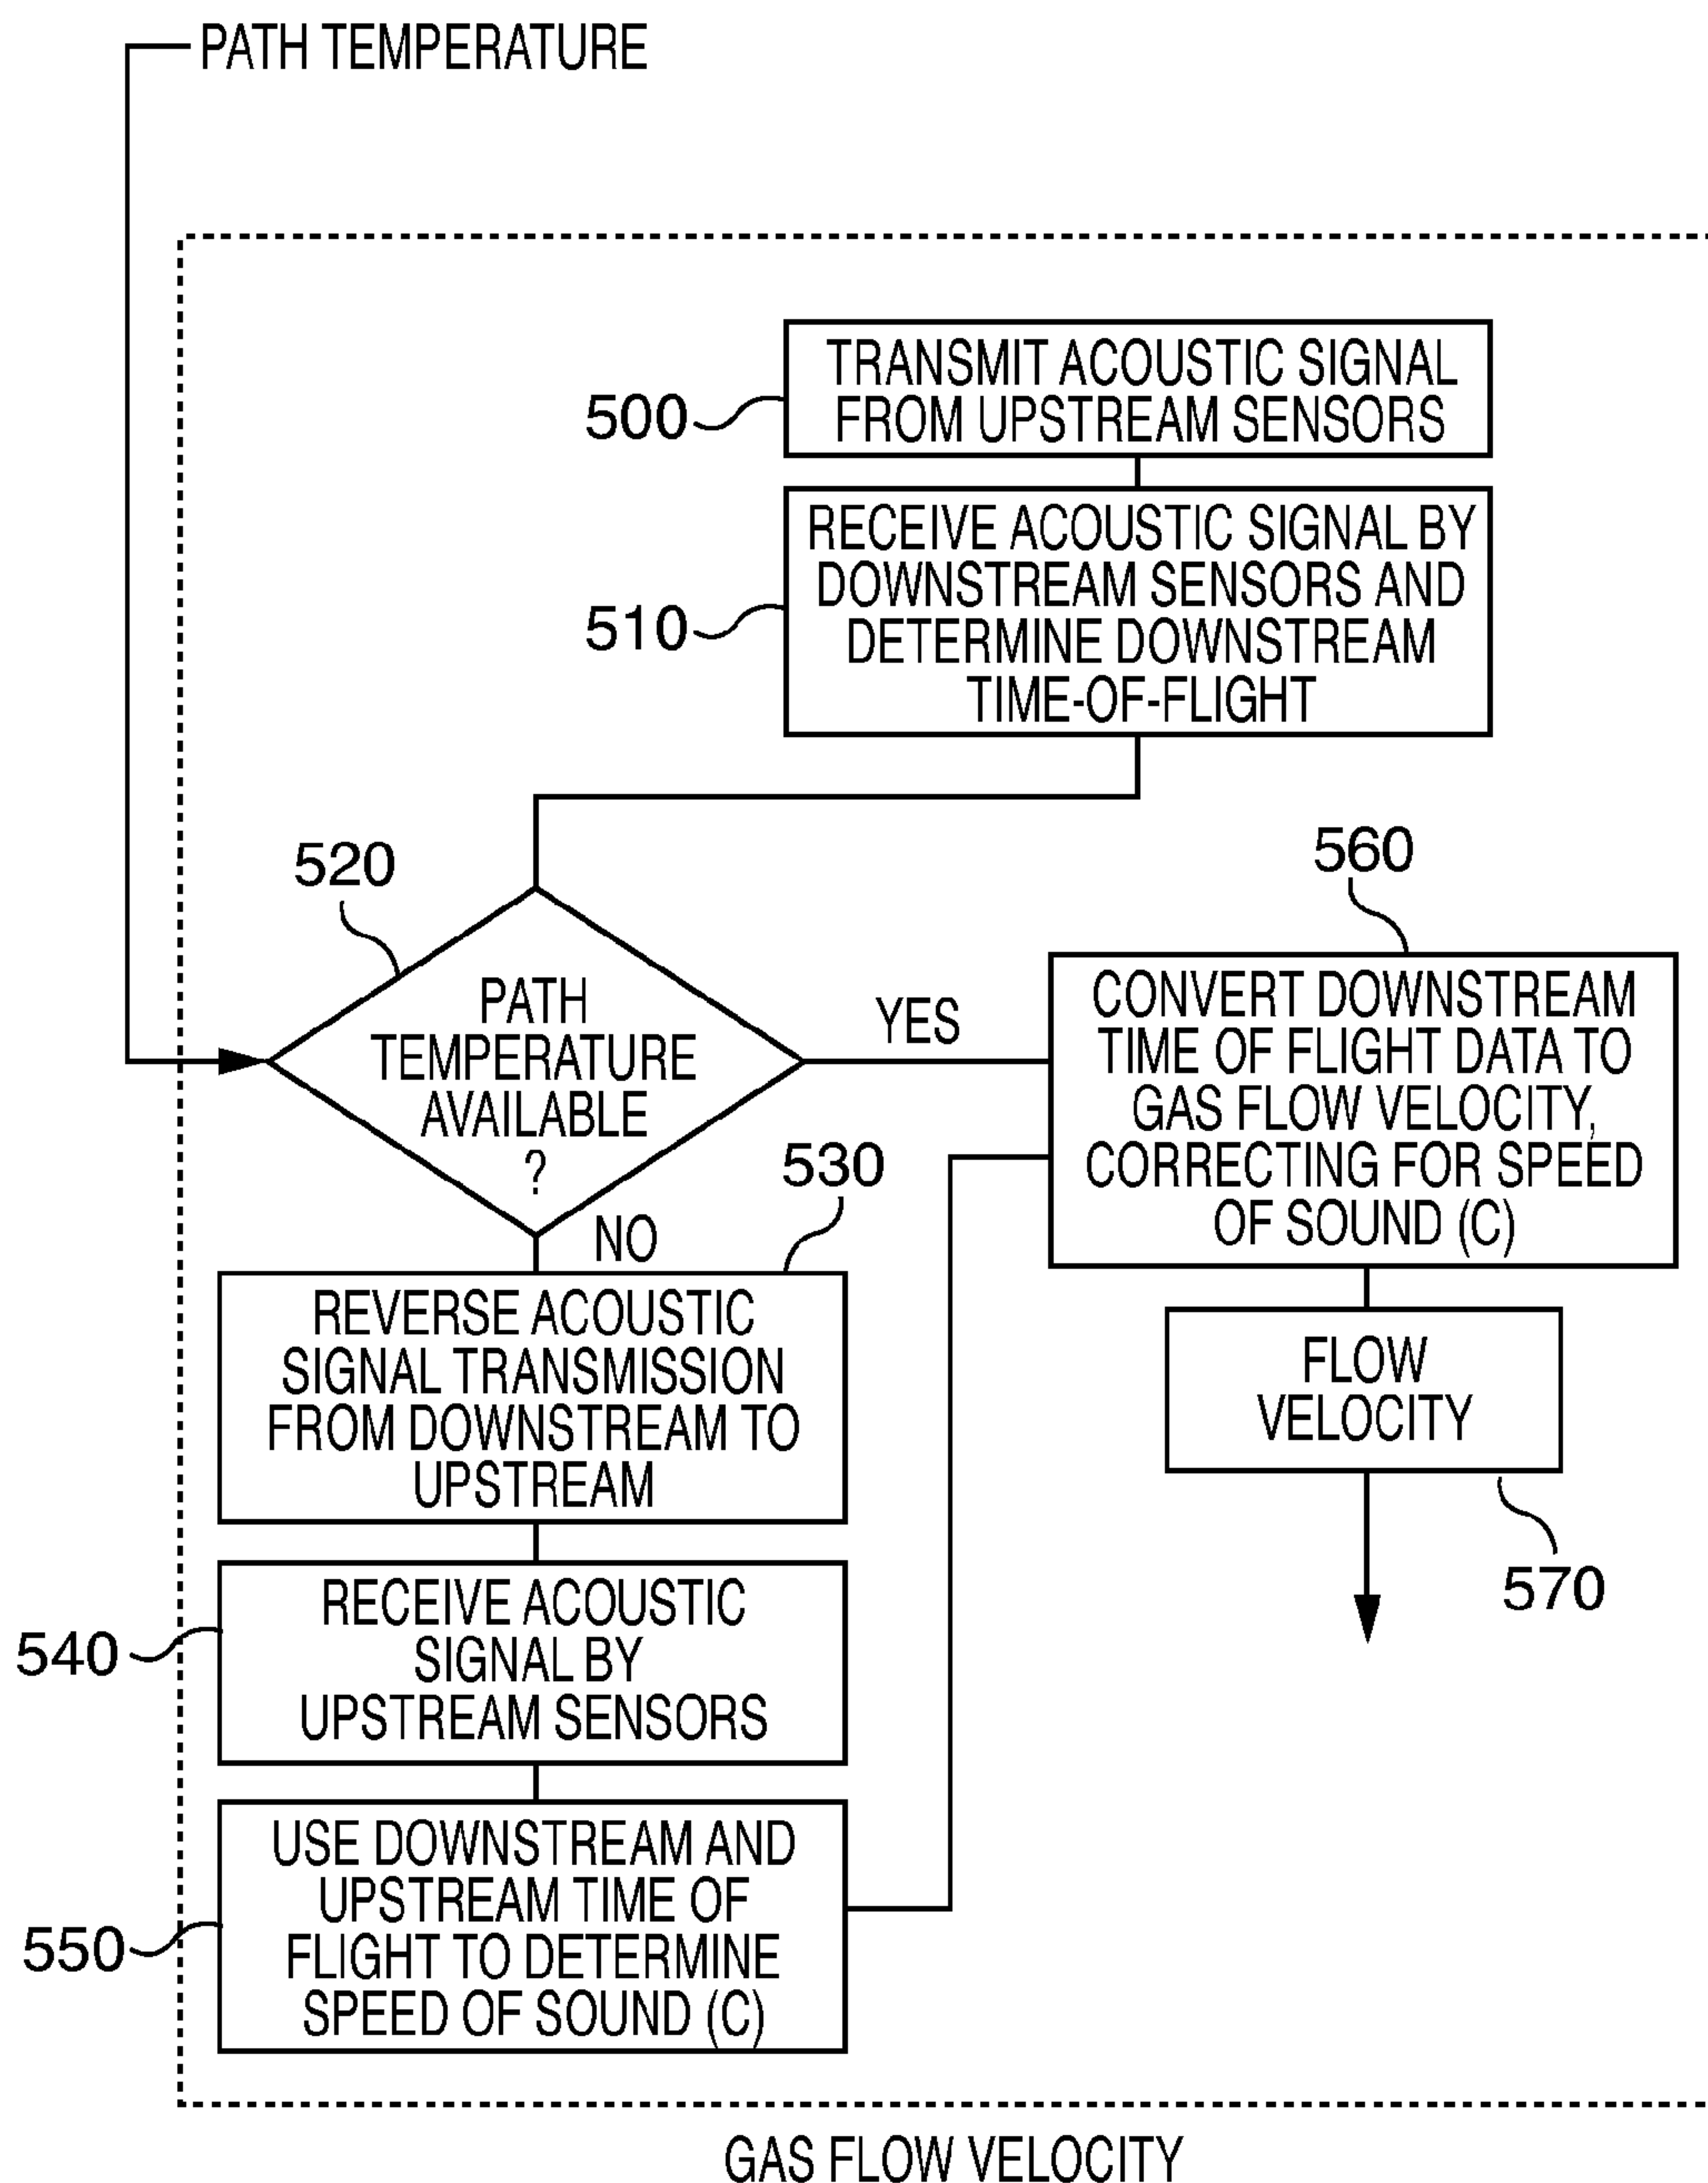 PATH TEMPERATURE
500
TRANSMIT ACOUSTIC SIGNAL
FROM UPSTREAM SENSORS
510
RECEIVE ACOUSTIC SIGNAL BY
DOWNSTREAM SENSORS AND
DETERMINE DOWNSTREAM
TIME-OF-FLIGHT
520
PATH
TEMPERATURE
AVAILABLE
?
YES
NO
560
CONVERT DOWNSTREAM
TIME OF FLIGHT DATA TO
GAS FLOW VELOCITY,
CORRECTING FOR SPEED
OF SOUND (C)
530
REVERSE ACOUSTIC
SIGNAL TRANSMISSION
FROM DOWNSTREAM TO
UPSTREAM
FLOW
VELOCITY
570
540
RECEIVE ACOUSTIC
SIGNAL BY
UPSTREAM SENSORS
550
USE DOWNSTREAM AND
UPSTREAM TIME OF
FLIGHT TO DETERMINE
SPEED OF SOUND (C)
GAS FLOW VELOCITY